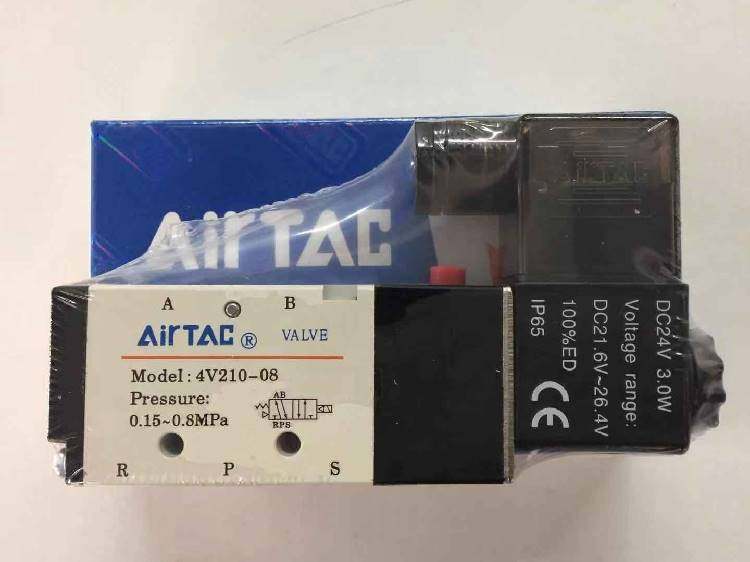 AirTAC
AirTAC
A B
AirTAC ® VALVE
Model: 4V210-08
Pressure:
0.15~0.8MPa
AB
RPS
R P S
DC24V 3.0W
Voltage range:
DC21.6V~26.4V
100%ED
IP65
CE